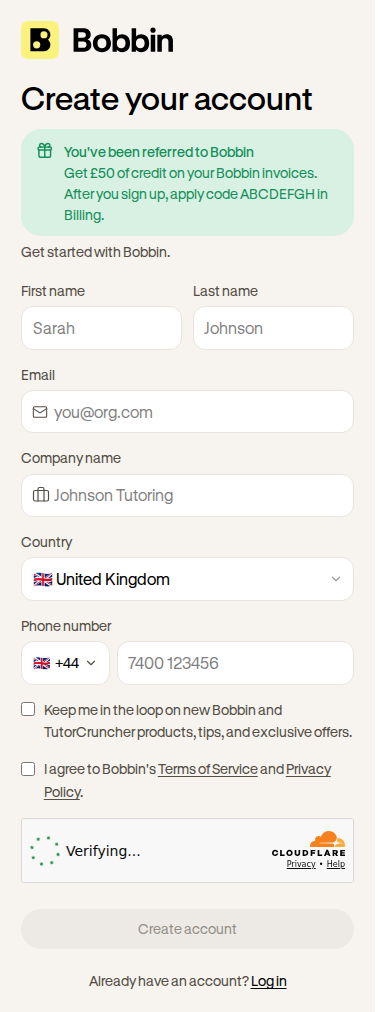 Bobbin
Create your account
You've been referred to Bobbin
Get £50 of credit on your Bobbin invoices.
After you sign up, apply code ABCDEFGH in
Billing.
Get started with Bobbin.
First name
Last name
Sarah
Johnson
Email
you@org.com
Company name
Johnson Tutoring
Country
United Kingdom
Phone number
+44
7400 123456
Keep me in the loop on new Bobbin and
TutorCruncher products, tips, and exclusive offers.
I agree to Bobbin's Terms of Service and Privacy
Policy.
Verifying...
CLOUDFLARE
Privacy • Help
Create account
Already have an account? Log in